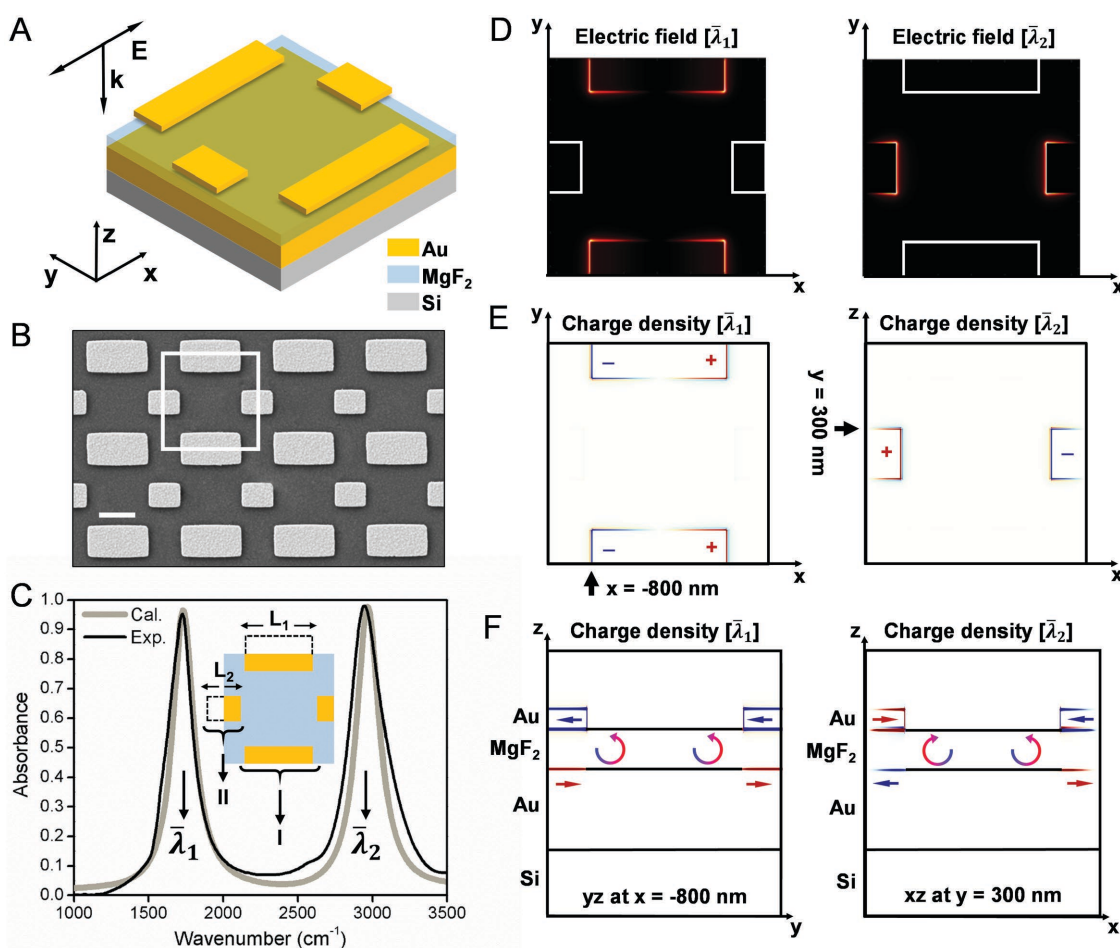 A
E
k
z
y
x
Au
MgF2
Si
B
C
1.0
0.9
0.8
0.7
0.6
0.5
0.4
0.3
0.2
0.1
0.0
Absorbance
Cal.
Exp.
L1
L2
II
I
λ̄1
λ̄2
1000 1500 2000 2500 3000 3500
Wavenumber (cm-1)
D
y
Electric field [λ̄1]
x
y
Electric field [λ̄2]
x
E
y
Charge density [λ̄1]
–
+
–
+
x = -800 nm
x
z
Charge density [λ̄2]
y = 300 nm
+
–
x
F
z
Charge density [λ̄1]
Au
MgF2
Au
Si
yz at x = -800 nm
y
z
Charge density [λ̄2]
Au
MgF2
Au
Si
xz at y = 300 nm
x